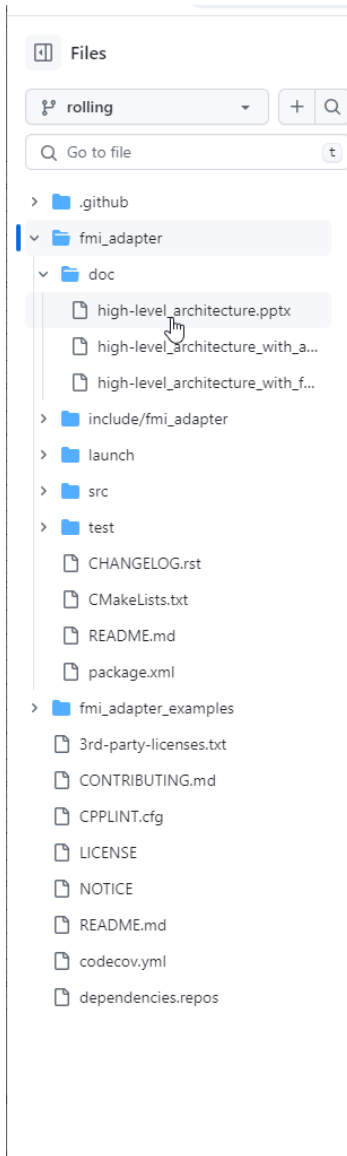 Files
rolling
Go to file
t
.github
fmi_adapter
doc
high-level_architecture.pptx
high-level_architecture_with_a...
high-level_architecture_with_f...
include/fmi_adapter
launch
src
test
CHANGELOG.rst
CMakeLists.txt
README.md
package.xml
fmi_adapter_examples
3rd-party-licenses.txt
CONTRIBUTING.md
CPPLINT.cfg
LICENSE
NOTICE
README.md
codecov.yml
dependencies.repos